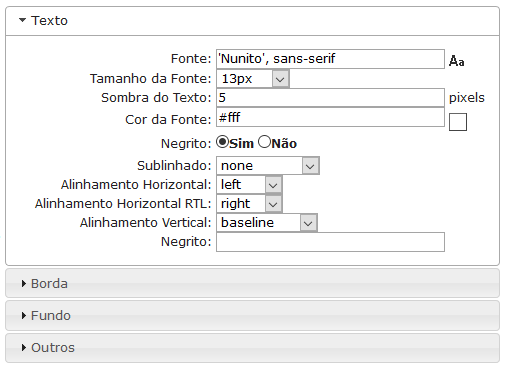 Texto
Fonte: 'Nunito', sans-serif Aa
Tamanho da Fonte: 13px
Sombra do Texto: 5 pixels
Cor da Fonte: #fff
Negrito: Sim Não
Sublinhado: none
Alinhamento Horizontal: left
Alinhamento Horizontal RTL: right
Alinhamento Vertical: baseline
Negrito:
Borda
Fundo
Outros